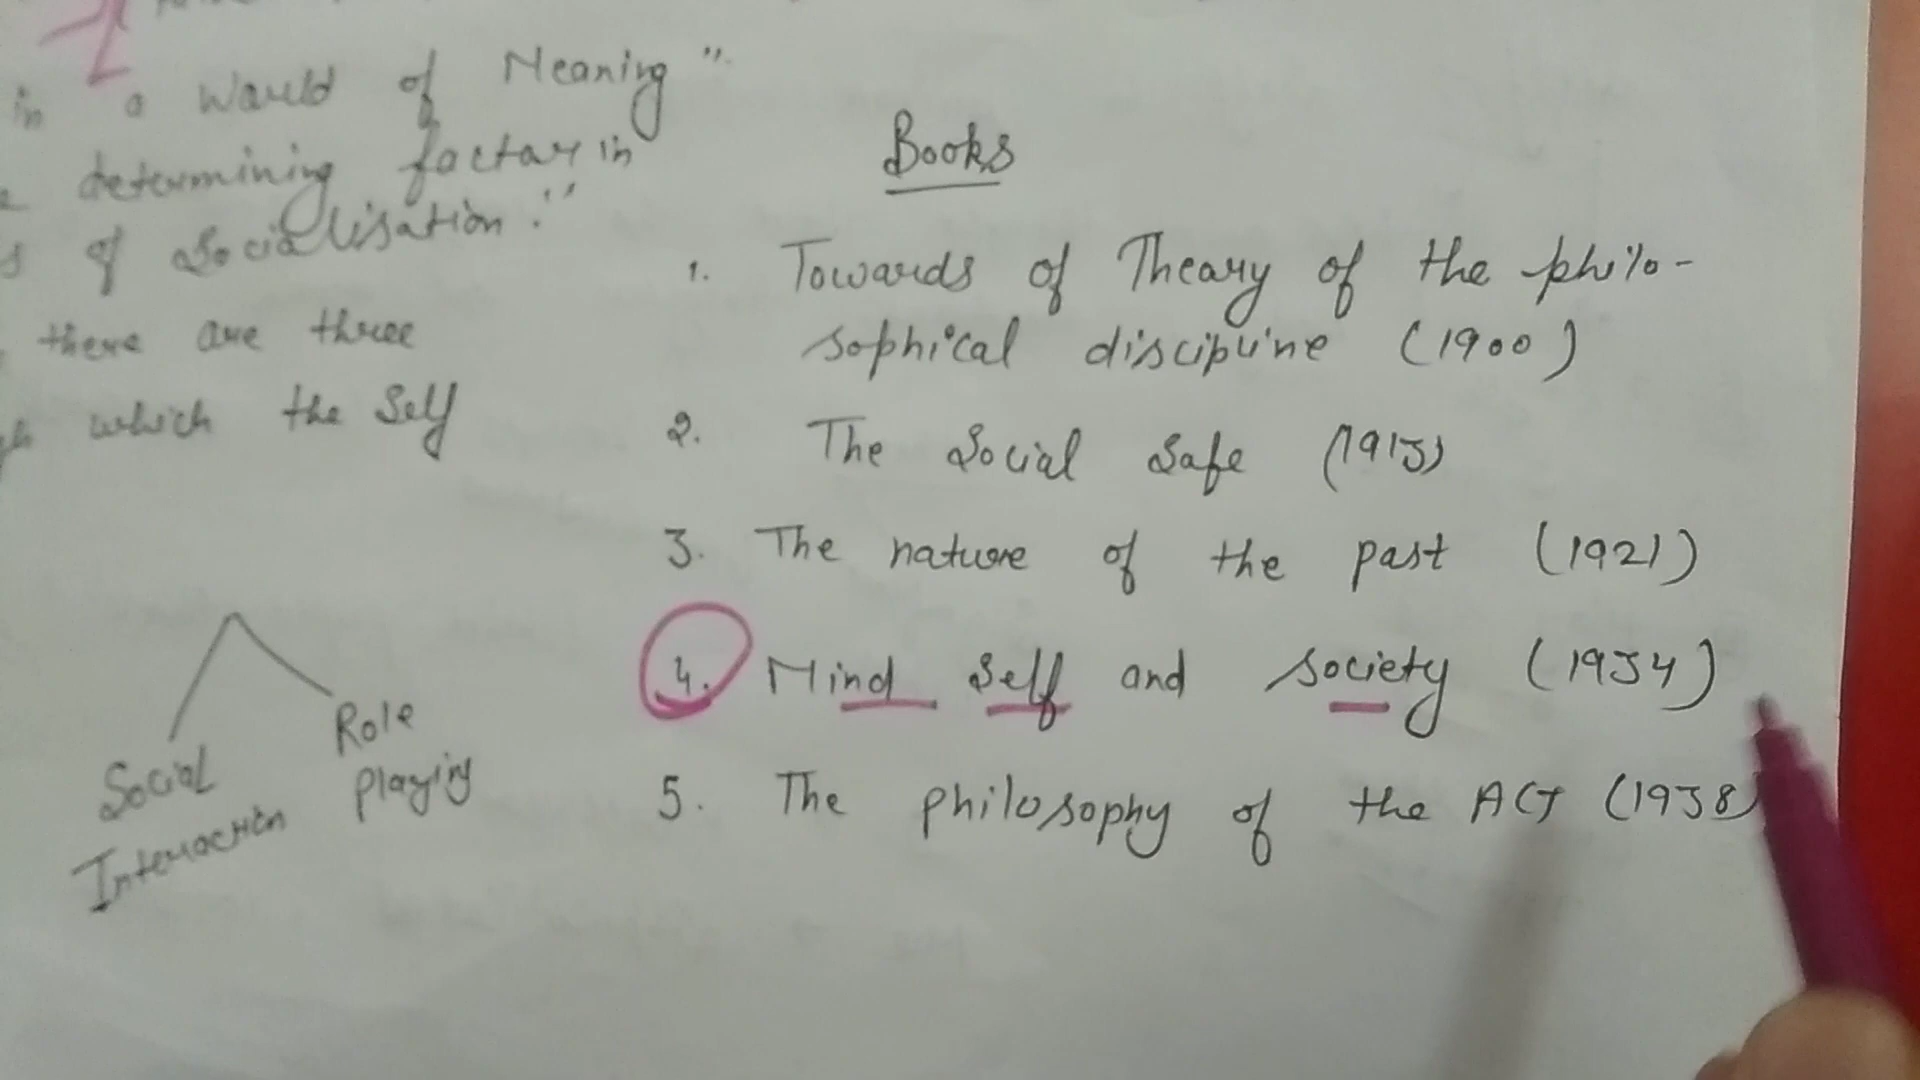 in a World of Meaning".
determining factor in
of Socialisation."
there are three
which the Self
Social
Interaction
Role
Playing
Books
1. Towards of Theory of the philo-
sophical discipline (1900)
2. The Social Safe (1913)
3. The nature of the past (1921)
4. Mind Self and Society (1934)
5. The philosophy of the ACT (1938)